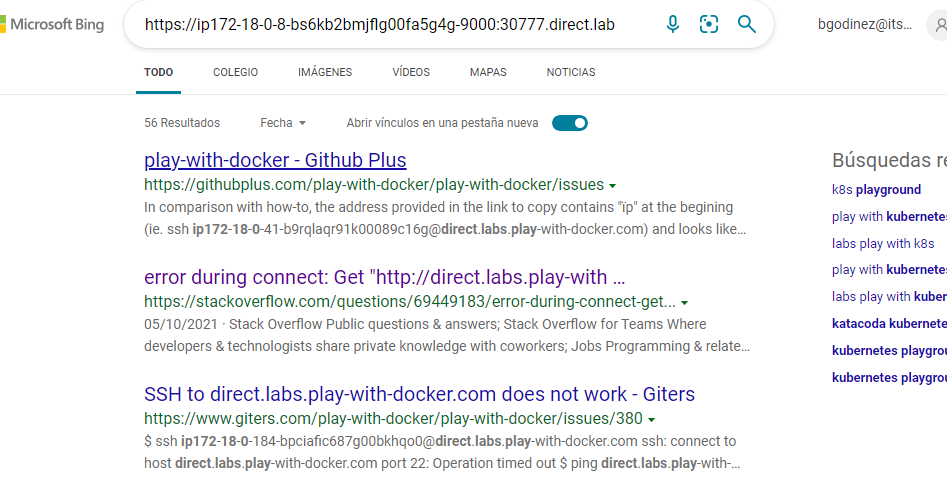 Microsoft Bing
https://ip172-18-0-8-bs6kb2bmjflg00fa5g4g-9000:30777.direct.lab
bgodinez@its...
TODO COLEGIO IMÁGENES VÍDEOS MAPAS NOTICIAS
56 Resultados Fecha Abrir vínculos en una pestaña nueva
play-with-docker - Github Plus
https://githubplus.com/play-with-docker/play-with-docker/issues
In comparison with how-to, the address provided in the link to copy contains "ïp" at the begining
(ie. ssh ip172-18-0-41-b9rqlaqr91k00089c16g@direct.labs.play-with-docker.com) and looks like…
error during connect: Get "http://direct.labs.play-with ...
https://stackoverflow.com/questions/69449183/error-during-connect-get...
05/10/2021 · Stack Overflow Public questions & answers; Stack Overflow for Teams Where
developers & technologists share private knowledge with coworkers; Jobs Programming & relate…
SSH to direct.labs.play-with-docker.com does not work - Giters
https://www.giters.com/play-with-docker/play-with-docker/issues/380
$ ssh ip172-18-0-184-bpciafic687g00bkhqo0@direct.labs.play-with-docker.com ssh: connect to
host direct.labs.play-with-docker.com port 22: Operation timed out $ ping direct.labs.play-with-…
Búsquedas re
k8s playground
play with kubernete
labs play with k8s
play with kubernete
labs play with kuber
katacoda kubernete
kubernetes playgrou
kubernetes playgrou